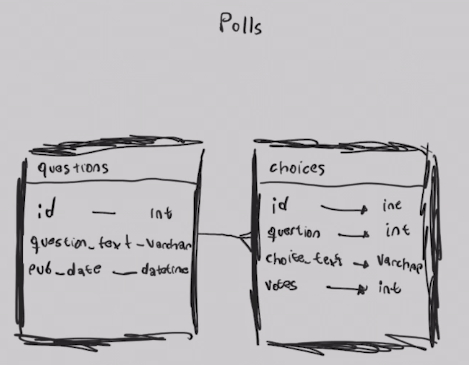 Polls
questions
id — int
question_text - varchar
pub_date — datetime
choices
id → int
question → int
choice_text → varchar
votes → int